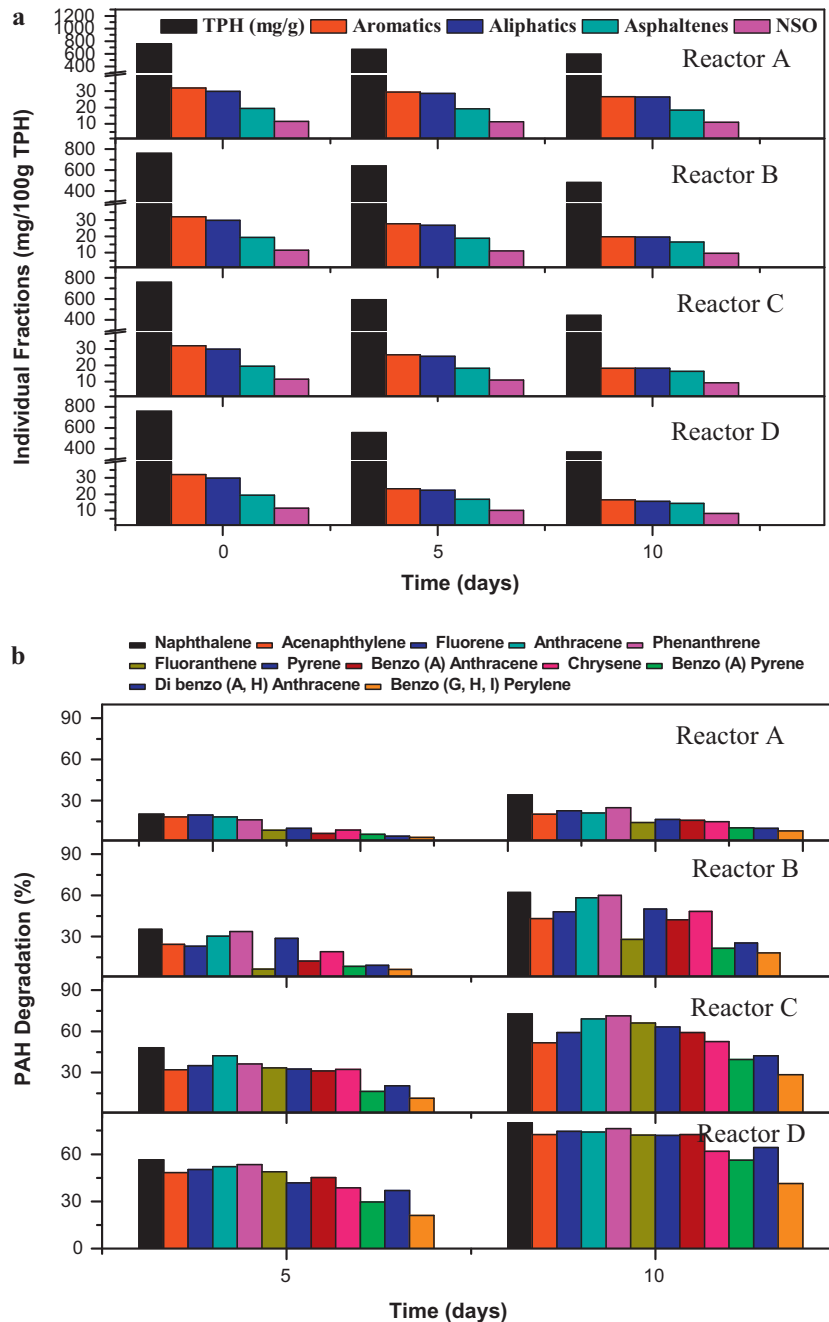 a
TPH (mg/g) Aromatics Aliphatics Asphaltenes NSO
1200
1000
800
600
400
30
20
10
Reactor A
800
600
400
30
20
10
Reactor B
800
600
400
30
20
10
Reactor C
800
600
400
30
20
10
Reactor D
Individual Fractions (mg/100g TPH)
0 5 10
Time (days)
b
Naphthalene Acenaphthylene Fluorene Anthracene Phenanthrene
Fluoranthene Pyrene Benzo (A) Anthracene Chrysene Benzo (A) Pyrene
Di benzo (A, H) Anthracene Benzo (G, H, I) Perylene
90
60
30
Reactor A
90
60
30
Reactor B
90
60
30
Reactor C
60
30
0
Reactor D
PAH Degradation (%)
5 10
Time (days)